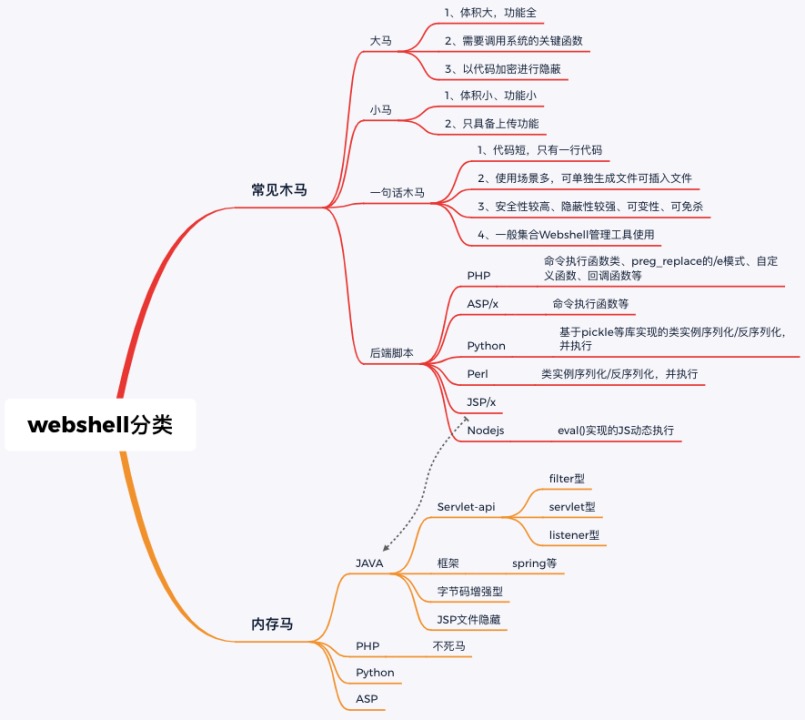 webshell分类
常见木马
大马
1、体积大，功能全
2、需要调用系统的关键函数
3、以代码加密进行隐蔽
小马
1、体积小、功能小
2、只具备上传功能
一句话木马
1、代码短，只有一行代码
2、使用场景多，可单独生成文件可插入文件
3、安全性较高、隐蔽性较强、可变性、可免杀
4、一般集合Webshell管理工具使用
后端脚本
PHP
命令执行函数类、preg_replace的/e模式、自定
义函数、回调函数等
ASP/x
命令执行函数等
Python
基于pickle等库实现的类实例序列化/反序列化，
并执行
Perl
类实例序列化/反序列化，并执行
JSP/x
Nodejs
eval()实现的JS动态执行
内存马
JAVA
Servlet-api
filter型
servlet型
listener型
框架
spring等
字节码增强型
JSP文件隐藏
PHP
不死马
Python
ASP